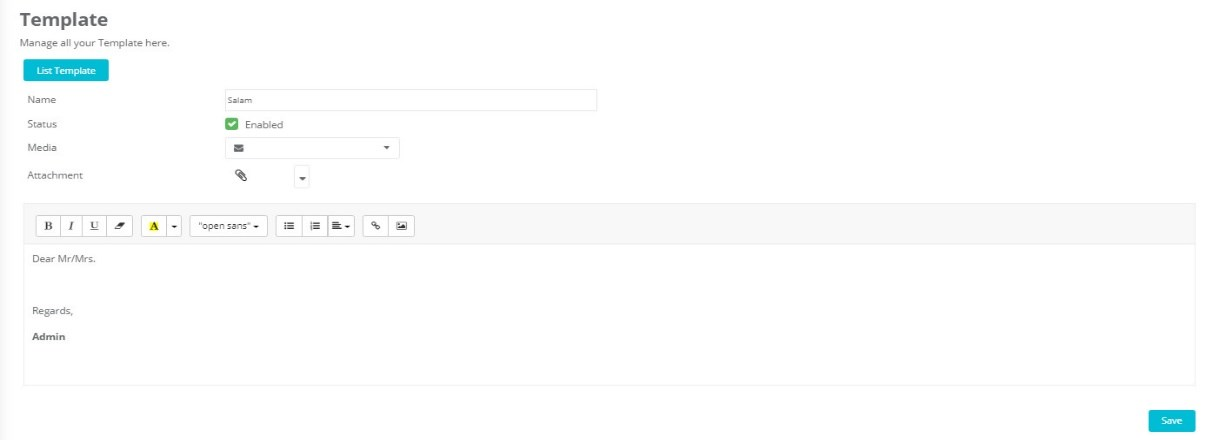 Template
Manage all your Template here.
List Template
Name
Salam
Status
Enabled
Media
Attachment
B I U A "open sans"
Dear Mr/Mrs.
Regards,
Admin
Save